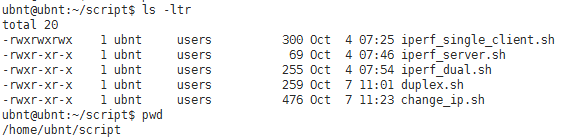 ubnt@ubnt:~/script$ ls -ltr
total 20
-rwxrwxrwx    1 ubnt     users          300 Oct  4 07:25 iperf_single_client.sh
-rwxr-xr-x    1 ubnt     users           69 Oct  4 07:46 iperf_server.sh
-rwxr-xr-x    1 ubnt     users          255 Oct  4 07:54 iperf_dual.sh
-rwxr-xr-x    1 ubnt     users          259 Oct  7 11:01 duplex.sh
-rwxr-xr-x    1 ubnt     users          476 Oct  7 11:23 change_ip.sh
ubnt@ubnt:~/script$ pwd
/home/ubnt/script